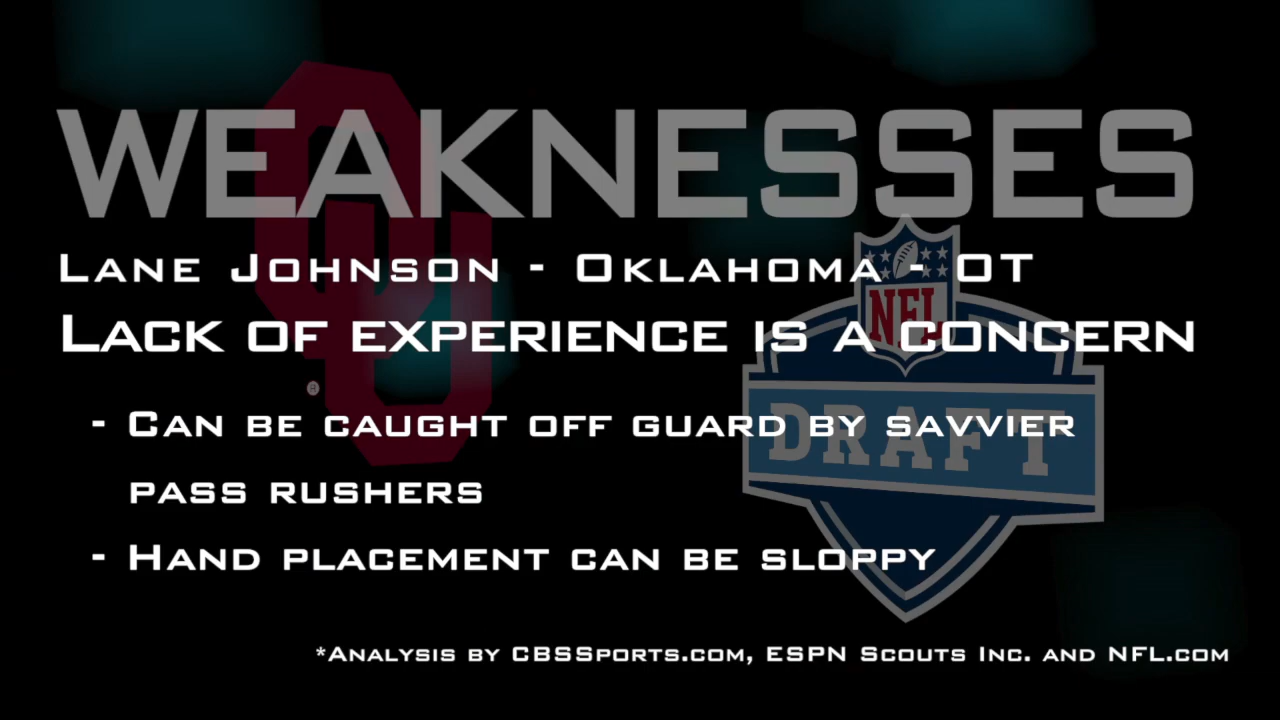 WEAKNESSES
LANE JOHNSON - OKLAHOMA - OT
LACK OF EXPERIENCE IS A CONCERN
- CAN BE CAUGHT OFF GUARD BY SAVVIER
PASS RUSHERS
- HAND PLACEMENT CAN BE SLOPPY
*ANALYSIS BY CBSSPORTS.COM, ESPN SCOUTS INC. AND NFL.COM
OU
®
NFL
DRAFT